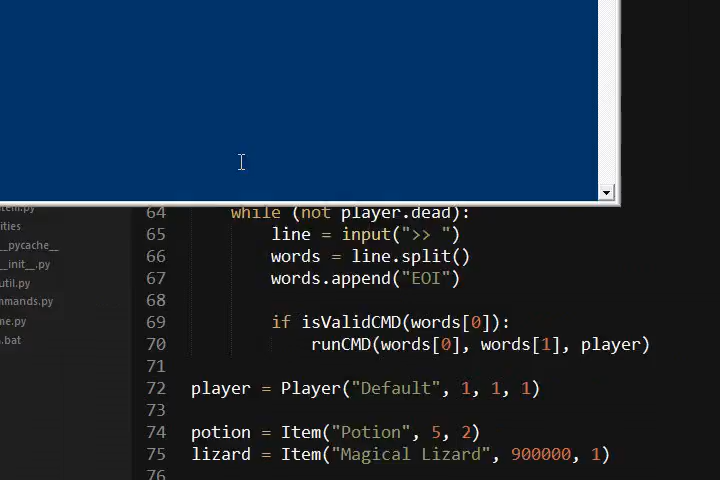 64 while (not player.dead):
65 line = input(">> ")
66 words = line.split()
67 words.append("EOI")
68
69 if isValidCMD(words[0]):
70 runCMD(words[0], words[1], player)
71
72 player = Player("Default", 1, 1, 1)
73
74 potion = Item("Potion", 5, 2)
75 lizard = Item("Magical Lizard", 900000, 1)
76
ities
__pycache__
__init__.py
util.py
mmands.py
me.py
.bat